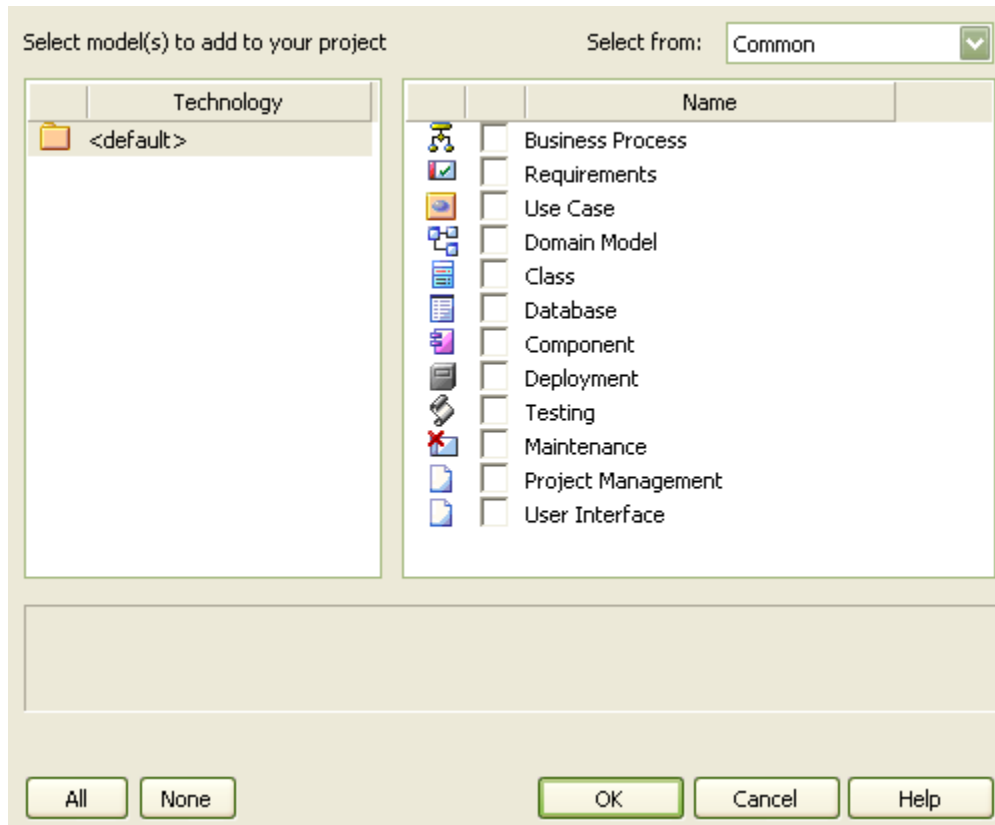 Select model(s) to add to your project Select from: Common
Technology Name
<default>
Business Process
Requirements
Use Case
Domain Model
Class
Database
Component
Deployment
Testing
Maintenance
Project Management
User Interface
All None OK Cancel Help